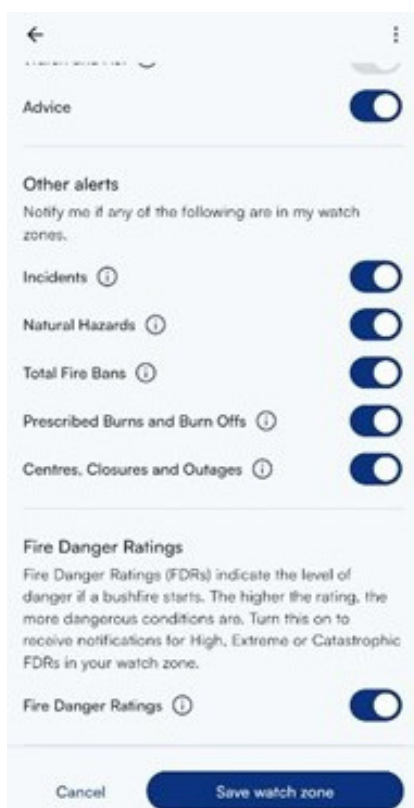 Advice
Other alerts
Notify me if any of the following are in my watch
zones.
Incidents
Natural Hazards
Total Fire Bans
Prescribed Burns and Burn Offs
Centres, Closures and Outages
Fire Danger Ratings
Fire Danger Ratings (FDRs) indicate the level of
danger if a bushfire starts. The higher the rating, the
more dangerous conditions are. Turn this on to
receive notifications for High, Extreme or Catastrophic
FDRs in your watch zone.
Fire Danger Ratings
Cancel
Save watch zone